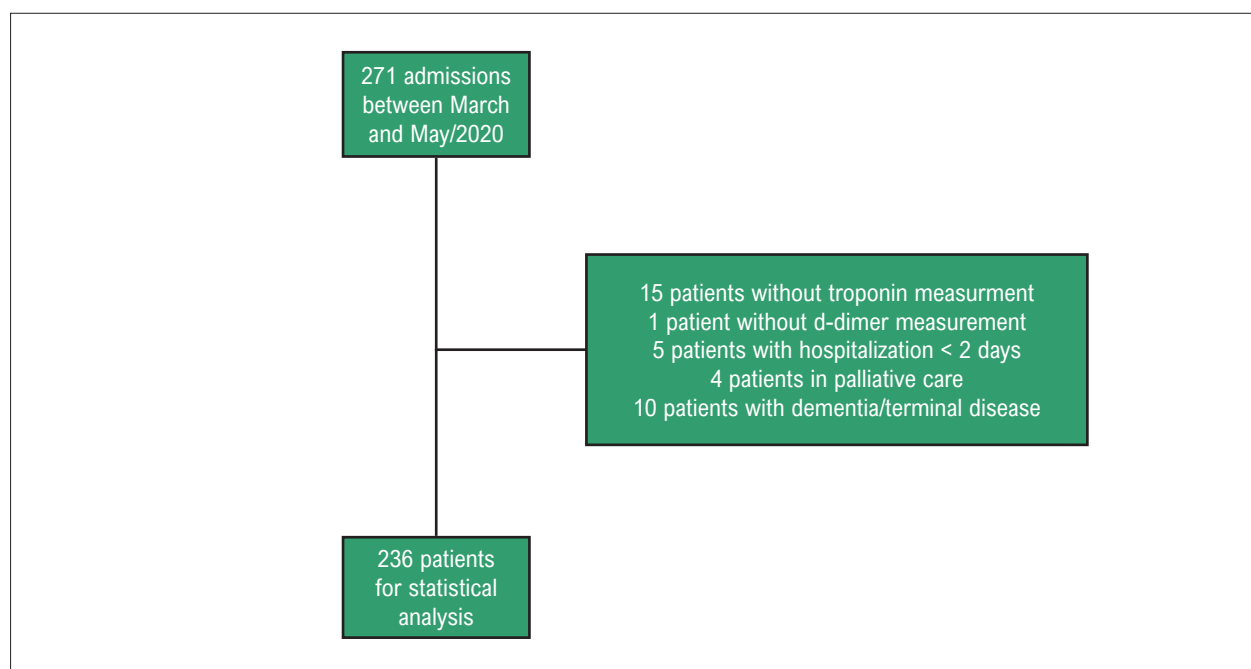 271 admissions
between March
and May/2020
15 patients without troponin measurment
1 patient without d-dimer measurement
5 patients with hospitalization < 2 days
4 patients in palliative care
10 patients with dementia/terminal disease
236 patients
for statistical
analysis